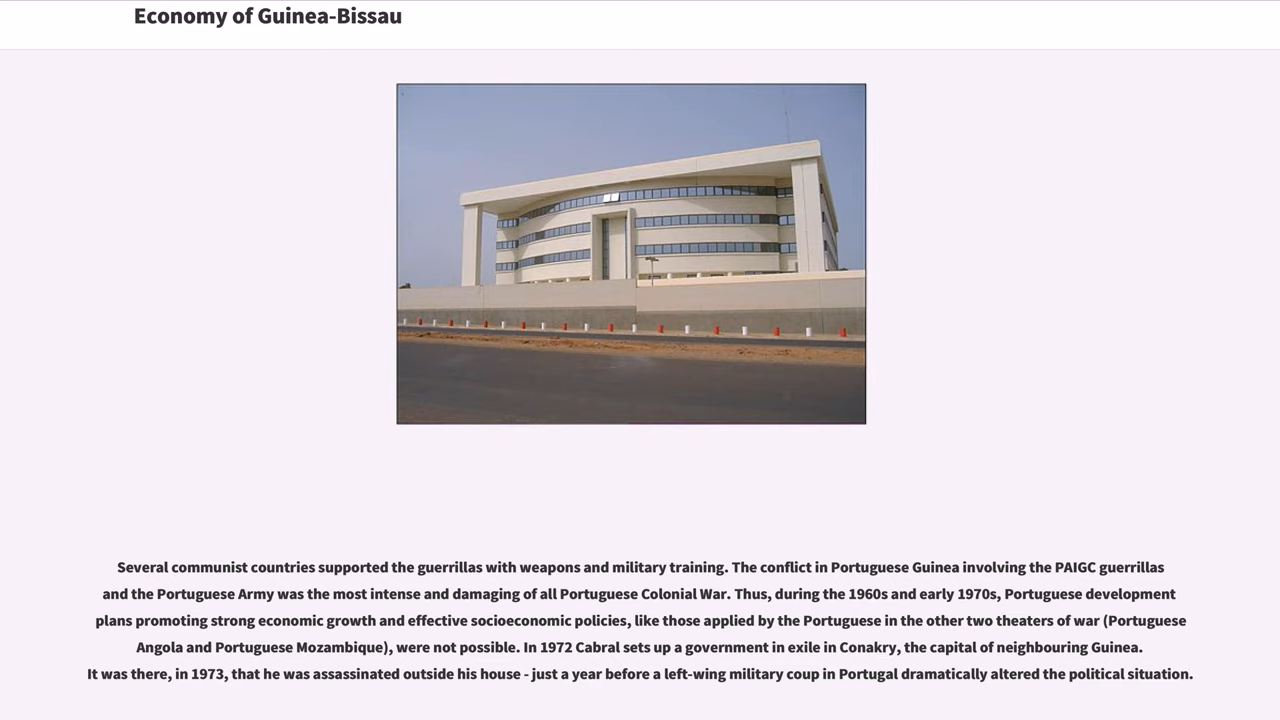 Economy of Guinea-Bissau
Several communist countries supported the guerrillas with weapons and military training. The conflict in Portuguese Guinea involving the PAIGC guerrillas
and the Portuguese Army was the most intense and damaging of all Portuguese Colonial War. Thus, during the 1960s and early 1970s, Portuguese development
plans promoting strong economic growth and effective socioeconomic policies, like those applied by the Portuguese in the other two theaters of war (Portuguese
Angola and Portuguese Mozambique), were not possible. In 1972 Cabral sets up a government in exile in Conakry, the capital of neighbouring Guinea.
It was there, in 1973, that he was assassinated outside his house - just a year before a left-wing military coup in Portugal dramatically altered the political situation.